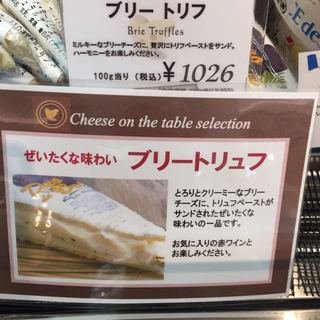 ブリー トリフ
Brie Truffles
ミルキーなブリーチーズに、贅沢にトリフペーストをサンド。
ハーモニーをお楽しみください。
100g当り (税込) ¥1026
Cheese on the table selection
ぜいたくな味わい ブリートリュフ
とろりとクリーミーなブリー
チーズに、トリュフペーストが
サンドされたぜいたくな
味わいの一品です。
お気に入りの赤ワインと
お楽しみください。